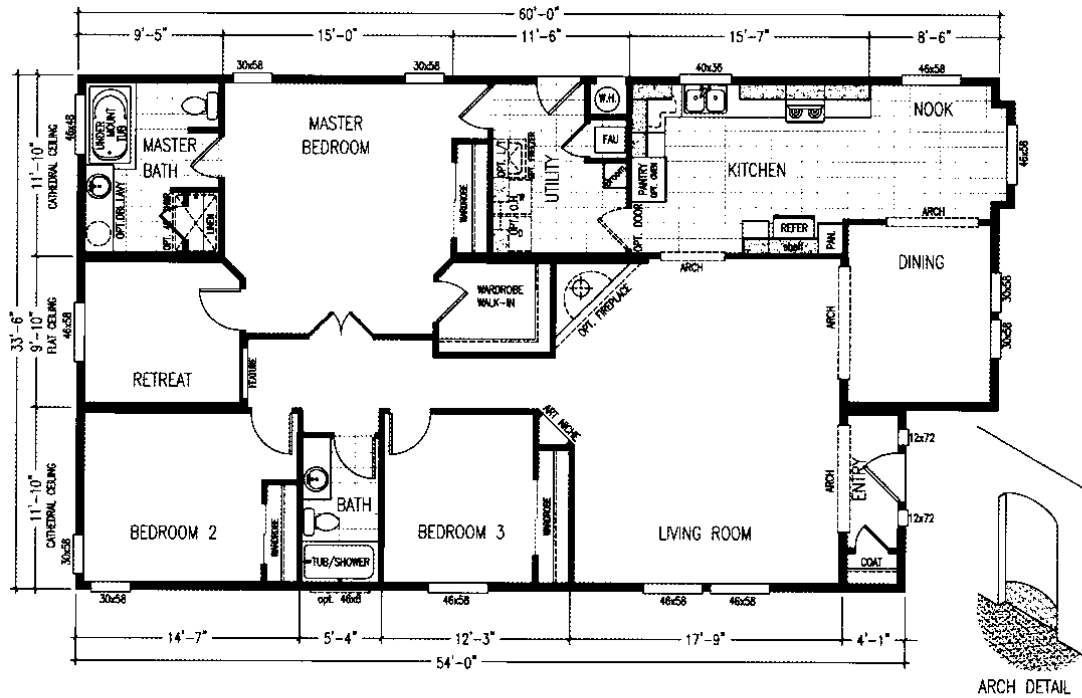 60'-0"
9'-5" 15'-0" 11'-6" 15'-7" 8'-6"
30x58 30x58 40x36 46x58
33'-6"
11'-10" 9'-10" 11'-10"
CATHEDRAL CEILING
FLAT CEILING
CATHEDRAL CEILING
46x48
46x58
30x58
UNDER MOUNT TUB
MASTER BATH
OPT.DBL.LAVY
LINEN
MASTER BEDROOM
WARDROBE
W.H.
FAU
UTILITY
Broom
OPT. DOOR
PANTRY
OPT. OVEN
KITCHEN
NOOK
46x58
REFER
shelf
PAN.
ARCH
DINING
30x58
30x58
ARCH
ARCH
WARDROBE
WALK-IN
OPT. FIREPLACE
RETREAT
FEATURE
ART NICHE
12x72
ARCH
ENTRY
12x72
COAT
BEDROOM 2
WARDROBE
BATH
TUB/SHOWER
BEDROOM 3
WARDROBE
LIVING ROOM
30x58 opt. 46x8 46x58 46x58 46x58
14'-7" 5'-4" 12'-3" 17'-9" 4'-1"
54'-0"
ARCH DETAIL